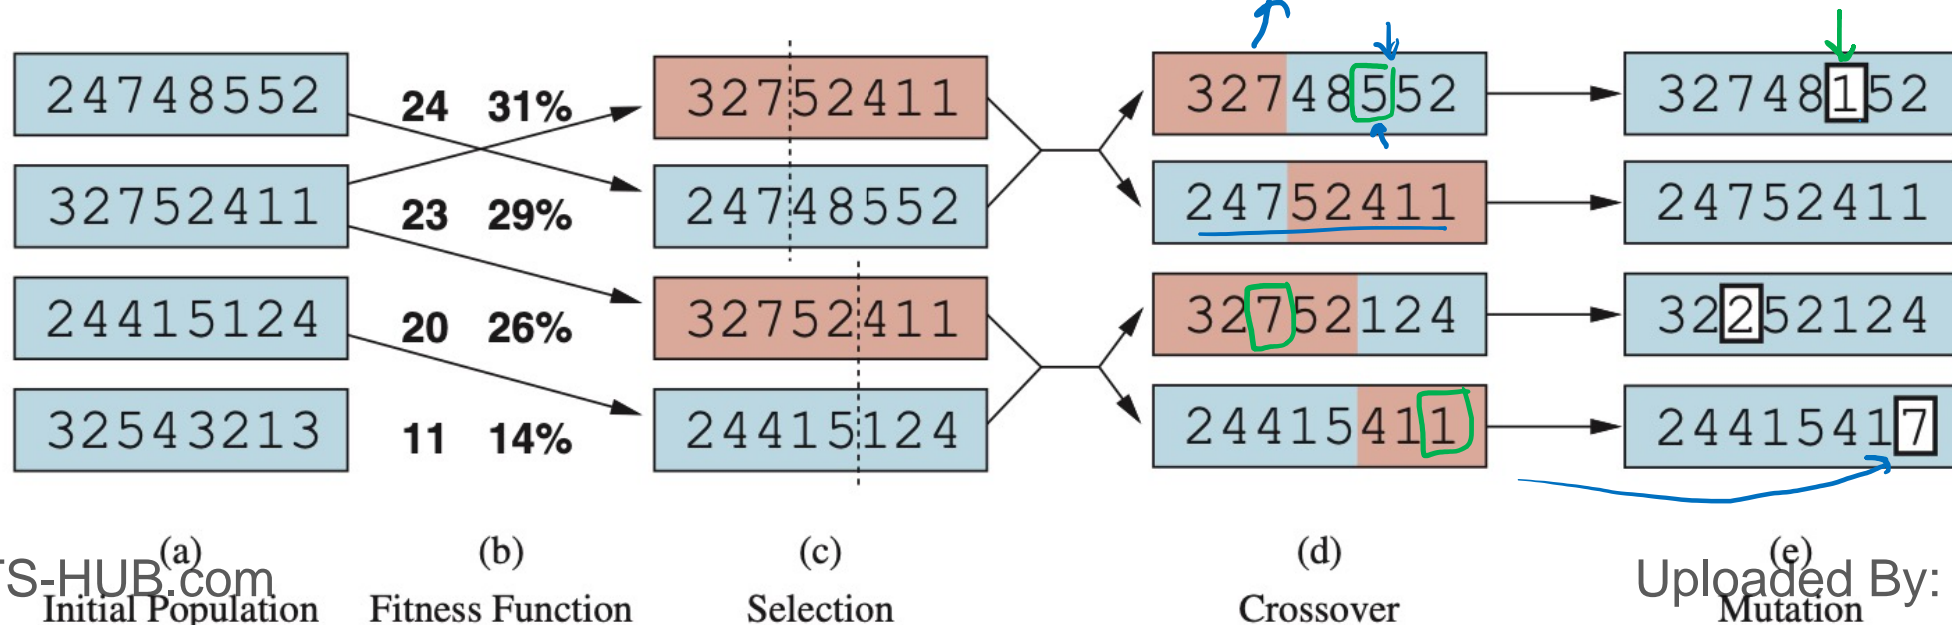 24748552 24 31% 32752411 32748552 32748152
32752411 23 29% 24748552 24752411 24752411
24415124 20 26% 32752411 32752124 32252124
32543213 11 14% 24415124 24415411 24415417
(a) (b) (c) (d) (e)
TS-HUB.com Uploaded By:
Initial Population Fitness Function Selection Crossover Mutation